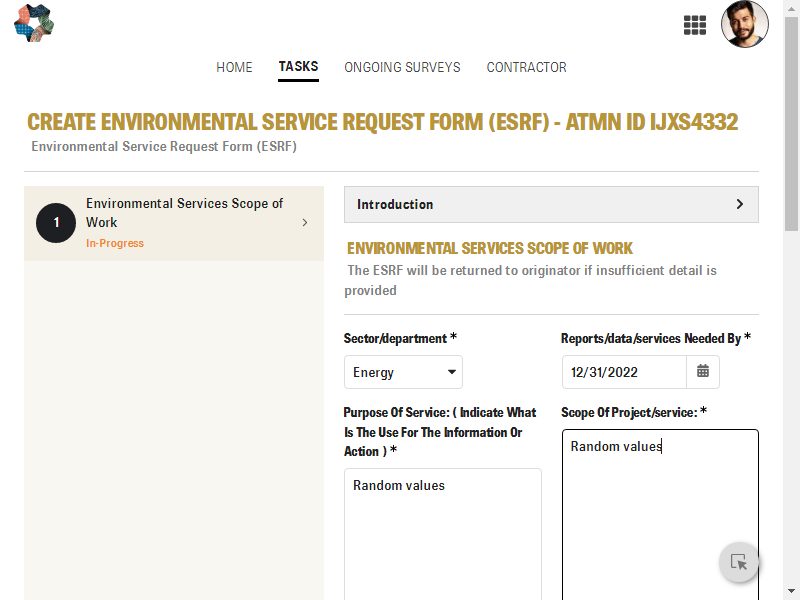 HOME TASKS ONGOING SURVEYS CONTRACTOR
CREATE ENVIRONMENTAL SERVICE REQUEST FORM (ESRF) - ATMN ID IJXS4332
Environmental Service Request Form (ESRF)
1
Environmental Services Scope of
Work
In-Progress
Introduction
ENVIRONMENTAL SERVICES SCOPE OF WORK
The ESRF will be returned to originator if insufficient detail is
provided
Sector/department *
Energy
Reports/data/services Needed By *
12/31/2022
Purpose Of Service: ( Indicate What
Is The Use For The Information Or
Action ) *
Random values
Scope Of Project/service: *
Random values